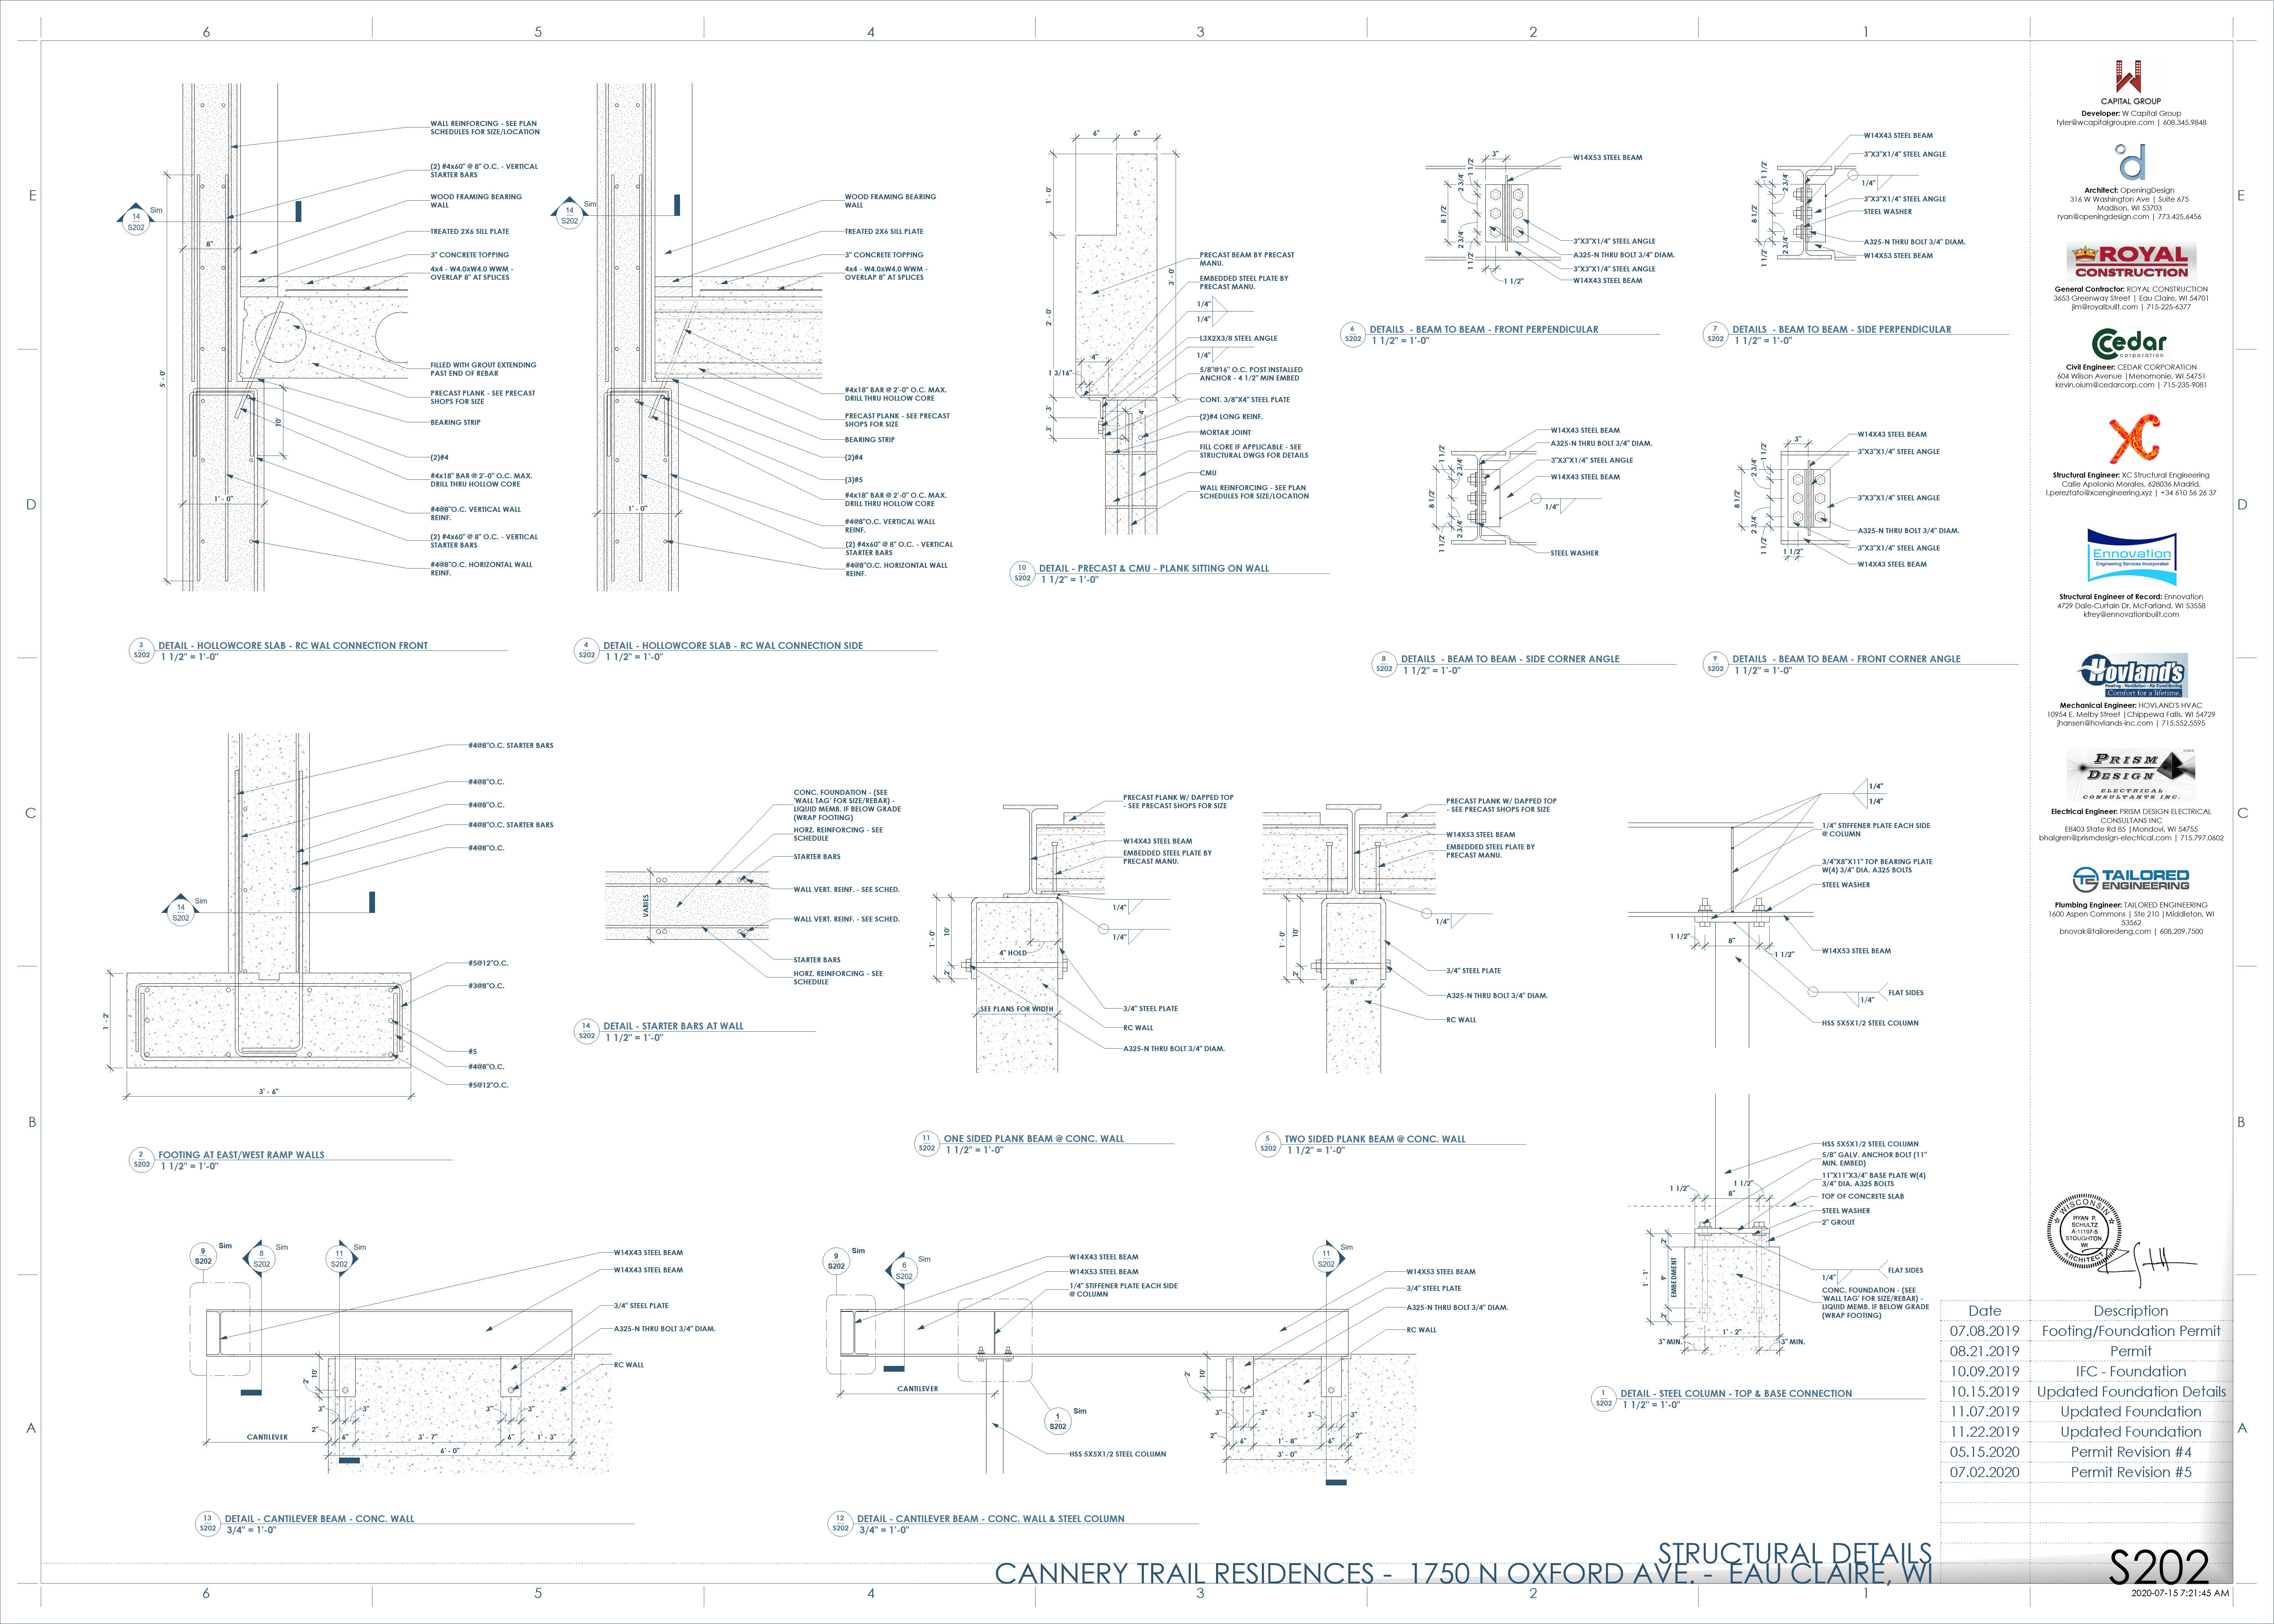 6
5
4
3
2
1
E
D
C
B
A
WALL REINFORCING - SEE PLAN
SCHEDULES FOR SIZE/LOCATION
(2) #4x60" @ 8" O.C. - VERTICAL
STARTER BARS
WOOD FRAMING BEARING
WALL
TREATED 2X6 SILL PLATE
3" CONCRETE TOPPING
4x4 - W4.0xW4.0 WWM -
OVERLAP 8" AT SPLICES
FILLED WITH GROUT EXTENDING
PAST END OF REBAR
PRECAST PLANK - SEE PRECAST
SHOPS FOR SIZE
BEARING STRIP
(2)#4
#4x18" BAR @ 2'-0" O.C. MAX.
DRILL THRU HOLLOW CORE
#4@8"O.C. VERTICAL WALL
REINF.
(2) #4x60" @ 8" O.C. - VERTICAL
STARTER BARS
#4@8"O.C. HORIZONTAL WALL
REINF.
14
S202
Sim
8"
5' - 0"
10'
1' - 0"
3
S202
DETAIL - HOLLOWCORE SLAB - RC WAL CONNECTION FRONT
1 1/2" = 1'-0"
14
S202
Sim
WOOD FRAMING BEARING
WALL
TREATED 2X6 SILL PLATE
3" CONCRETE TOPPING
4x4 - W4.0xW4.0 WWM -
OVERLAP 8" AT SPLICES
#4x18" BAR @ 2'-0" O.C. MAX.
DRILL THRU HOLLOW CORE
PRECAST PLANK - SEE PRECAST
SHOPS FOR SIZE
BEARING STRIP
(2)#4
(3)#5
#4x18" BAR @ 2'-0" O.C. MAX.
DRILL THRU HOLLOW CORE
#4@8"O.C. VERTICAL WALL
REINF.
(2) #4x60" @ 8" O.C. - VERTICAL
STARTER BARS
#4@8"O.C. HORIZONTAL WALL
REINF.
1' - 0"
4
S202
DETAIL - HOLLOWCORE SLAB - RC WAL CONNECTION SIDE
1 1/2" = 1'-0"
6"
6"
1' - 0'
2' - 0'
3' - 0'
4"
1 3/16"
3'
3'
4'
PRECAST BEAM BY PRECAST
MANU.
EMBEDDED STEEL PLATE BY
PRECAST MANU.
1/4"
1/4"
L3X2X3/8 STEEL ANGLE
1/4"
5/8"@16" O.C. POST INSTALLED
ANCHOR - 4 1/2" MIN EMBED
CONT. 3/8"X4" STEEL PLATE
(2)#4 LONG REINF.
MORTAR JOINT
FILL CORE IF APPLICABLE - SEE
STRUCTURAL DWGS FOR DETAILS
CMU
WALL REINFORCING - SEE PLAN
SCHEDULES FOR SIZE/LOCATION
10
S202
DETAIL - PRECAST & CMU - PLANK SITTING ON WALL
1 1/2" = 1'-0"
3"
1 1/2'
2 3/4'
8 1/2'
2 3/4'
1 1/2'
1 1/2"
W14X53 STEEL BEAM
3"X3"X1/4" STEEL ANGLE
A325-N THRU BOLT 3/4" DIAM.
3"X3"X1/4" STEEL ANGLE
W14X43 STEEL BEAM
6
S202
DETAILS - BEAM TO BEAM - FRONT PERPENDICULAR
1 1/2" = 1'-0"
1 1/2'
2 3/4'
8 1/2'
2 3/4'
1 1/2'
W14X43 STEEL BEAM
3"X3"X1/4" STEEL ANGLE
1/4"
3"X3"X1/4" STEEL ANGLE
STEEL WASHER
A325-N THRU BOLT 3/4" DIAM.
W14X53 STEEL BEAM
7
S202
DETAILS - BEAM TO BEAM - SIDE PERPENDICULAR
1 1/2" = 1'-0"
1 1/2'
2 3/4'
8 1/2'
2 3/4'
1 1/2'
W14X43 STEEL BEAM
A325-N THRU BOLT 3/4" DIAM.
3"X3"X1/4" STEEL ANGLE
W14X43 STEEL BEAM
1/4"
STEEL WASHER
8
S202
DETAILS - BEAM TO BEAM - SIDE CORNER ANGLE
1 1/2" = 1'-0"
3"
1 1/2'
2 3/4'
8 1/2'
2 3/4'
1 1/2'
1 1/2"
W14X43 STEEL BEAM
3"X3"X1/4" STEEL ANGLE
3"X3"X1/4" STEEL ANGLE
A325-N THRU BOLT 3/4" DIAM.
3"X3"X1/4" STEEL ANGLE
W14X43 STEEL BEAM
9
S202
DETAILS - BEAM TO BEAM - FRONT CORNER ANGLE
1 1/2" = 1'-0"
#4@8"O.C. STARTER BARS
#4@8"O.C.
#4@8"O.C.
#4@8"O.C. STARTER BARS
#4@8"O.C.
14
S202
Sim
#5@12"O.C.
#3@8"O.C.
#5
#4@8"O.C.
#5@12"O.C.
1' - 2'
3' - 6"
2
S202
FOOTING AT EAST/WEST RAMP WALLS
1 1/2" = 1'-0"
CONC. FOUNDATION - (SEE
'WALL TAG' FOR SIZE/REBAR) -
LIQUID MEMB. IF BELOW GRADE
(WRAP FOOTING)
HORZ. REINFORCING - SEE
SCHEDULE
STARTER BARS
WALL VERT. REINF. - SEE SCHED.
VARIES
WALL VERT. REINF. - SEE SCHED.
STARTER BARS
HORZ. REINFORCING - SEE
SCHEDULE
14
S202
DETAIL - STARTER BARS AT WALL
1 1/2" = 1'-0"
PRECAST PLANK W/ DAPPED TOP
- SEE PRECAST SHOPS FOR SIZE
W14X43 STEEL BEAM
EMBEDDED STEEL PLATE BY
PRECAST MANU.
1/4"
1/4"
1' - 0'
10'
2'
4" HOLD
SEE PLANS FOR WIDTH
3/4" STEEL PLATE
RC WALL
A325-N THRU BOLT 3/4" DIAM.
11
S202
ONE SIDED PLANK BEAM @ CONC. WALL
1 1/2" = 1'-0"
PRECAST PLANK W/ DAPPED TOP
- SEE PRECAST SHOPS FOR SIZE
W14X53 STEEL BEAM
EMBEDDED STEEL PLATE BY
PRECAST MANU.
1/4"
1' - 0'
10'
2'
8"
3/4" STEEL PLATE
A325-N THRU BOLT 3/4" DIAM.
RC WALL
5
S202
TWO SIDED PLANK BEAM @ CONC. WALL
1 1/2" = 1'-0"
1/4"
1/4"
1/4" STIFFENER PLATE EACH SIDE
@ COLUMN
3/4"X8"X11" TOP BEARING PLATE
W(4) 3/4" DIA. A325 BOLTS
STEEL WASHER
1 1/2"
8"
1 1/2"
W14X53 STEEL BEAM
FLAT SIDES
1/4"
HSS 5X5X1/2 STEEL COLUMN
HSS 5X5X1/2 STEEL COLUMN
5/8" GALV. ANCHOR BOLT (11"
MIN. EMBED)
11"X11"X3/4" BASE PLATE W(4)
3/4" DIA. A325 BOLTS
TOP OF CONCRETE SLAB
STEEL WASHER
2" GROUT
1 1/2"
1 1/2"
8"
2'
1' - 1'
9'
EMBEDMENT
2'
FLAT SIDES
1/4"
CONC. FOUNDATION - (SEE
'WALL TAG' FOR SIZE/REBAR) -
LIQUID MEMB. IF BELOW GRADE
(WRAP FOOTING)
1' - 2"
3" MIN.
3" MIN.
1
S202
DETAIL - STEEL COLUMN - TOP & BASE CONNECTION
1 1/2" = 1'-0"
9
S202
Sim
8
S202
Sim
11
S202
Sim
W14X43 STEEL BEAM
W14X43 STEEL BEAM
3/4" STEEL PLATE
A325-N THRU BOLT 3/4" DIAM.
RC WALL
10'
2'
3"
3"
3"
3"
2"
CANTILEVER
6"
3' - 7"
6"
1' - 3"
6' - 0"
13
S202
DETAIL - CANTILEVER BEAM - CONC. WALL
3/4" = 1'-0"
9
S202
Sim
6
S202
Sim
W14X43 STEEL BEAM
W14X53 STEEL BEAM
1/4" STIFFENER PLATE EACH SIDE
@ COLUMN
11
S202
Sim
W14X53 STEEL BEAM
3/4" STEEL PLATE
A325-N THRU BOLT 3/4" DIAM.
RC WALL
CANTILEVER
1
S202
Sim
HSS 5X5X1/2 STEEL COLUMN
2'
10'
3"
3"
3"
3"
2"
6"
1' - 8"
6"
2"
3' - 0"
12
S202
DETAIL - CANTILEVER BEAM - CONC. WALL & STEEL COLUMN
3/4" = 1'-0"
W
CAPITAL GROUP
Developer: W Capital Group
tyler@wcapitalgroupre.com | 608.345.9848
d
Architect: OpeningDesign
316 W Washington Ave | Suite 675
Madison, WI 53703
ryan@openingdesign.com | 773.425.6456
ROYAL
CONSTRUCTION
General Contractor: ROYAL CONSTRUCTION
3653 Greenway Street | Eau Claire, WI 54701
jim@royalbuilt.com | 715-225-6377
Cedar
corporation
Civil Engineer: CEDAR CORPORATION
604 Wilson Avenue |Menomonie, WI 54751
kevin.oium@cedarcorp.com | 715-235-9081
XC
Structural Engineer: XC Structural Engineering
Calle Apolonio Morales, 628036 Madrid,
l.pereztato@xcengineering.xyz | +34 610 56 26 37
Ennovation
Engineering Services Incorporated
Structural Engineer of Record: Ennovation
4729 Dale-Curtain Dr, McFarland, WI 53558
kfrey@ennovationbuilt.com
Hovland's
Heating · Ventilation · Air Conditioning
Comfort for a lifetime.
Mechanical Engineer: HOVLAND'S HVAC
10954 E. Melby Street |Chippewa Falls, WI 54729
jhansen@hovlands-inc.com | 715.552.5595
PRISM
DESIGN
ELECTRICAL
CONSULTANTS INC.
Electrical Engineer: PRISM DESIGN ELECTRICAL
CONSULTANS INC
E8403 State Rd 85 |Mondovi, WI 54755
bhalgren@prismdesign-electrical.com | 715.797.0602
TE TAILORED
ENGINEERING
Plumbing Engineer: TAILORED ENGINEERING
1600 Aspen Commons | Ste 210 |Middleton, WI
53562
bnovak@tailoredeng.com | 608.209.7500
WISCONSIN
RYAN P.
SCHULTZ
A-11197-5
STOUGHTON,
WI
ARCHITECT
Date Description
07.08.2019 Footing/Foundation Permit
08.21.2019 Permit
10.09.2019 IFC - Foundation
10.15.2019 Updated Foundation Details
11.07.2019 Updated Foundation
11.22.2019 Updated Foundation
05.15.2020 Permit Revision #4
07.02.2020 Permit Revision #5
STRUCTURAL DETAILS
CANNERY TRAIL RESIDENCES - 1750 N OXFORD AVE. - EAU CLAIRE, WI
S202
2020-07-15 7:21:45 AM
E
D
C
B
A
6
5
4
3
2
1